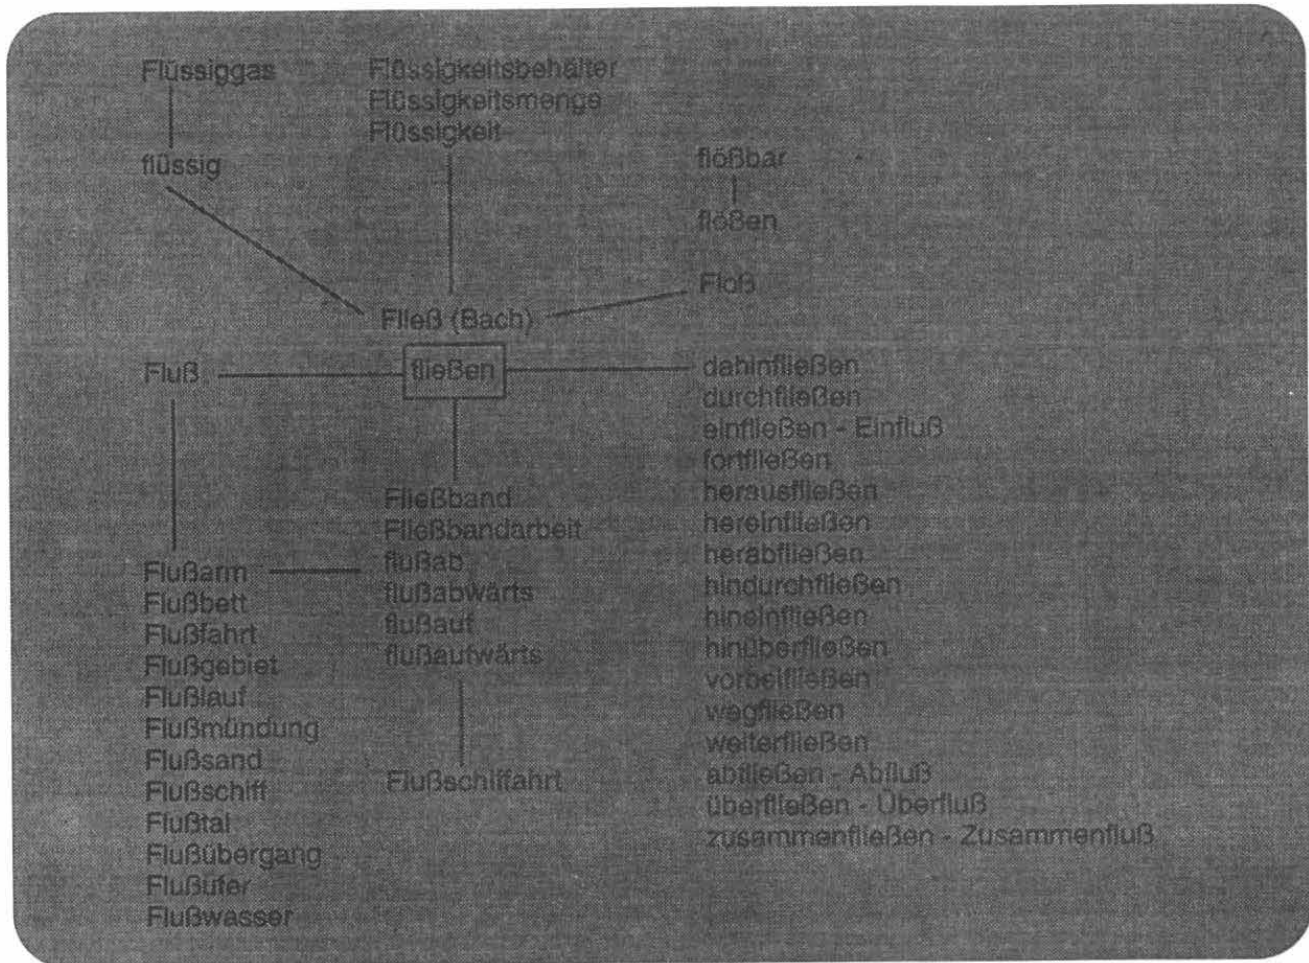 Flüssiggas
flüssig
Flüssigkeitsbehälter
Flüssigkeitsmenge
Flüssigkeit
flößbar
flößen
Floß
Fließ (Bach)
fließen
Fluß
Flußarm
Flußbett
Flußfahrt
Flußgebiet
Flußlauf
Flußmündung
Flußsand
Flußschiff
Flußtal
Flußübergang
Flußufer
Flußwasser
Fließband
Fließbandarbeit
flußab
flußabwärts
flußauf
flußaufwärts
Flußschiffahrt
dahinfließen
durchfließen
einfließen - Einfluß
fortfließen
herausfließen
hereinfließen
herabfließen
hindurchfließen
hineinfließen
hinüberfließen
vorbeifließen
wegfließen
weiterfließen
abfließen - Abfluß
überfließen - Überfluß
zusammenfließen - Zusammenfluß